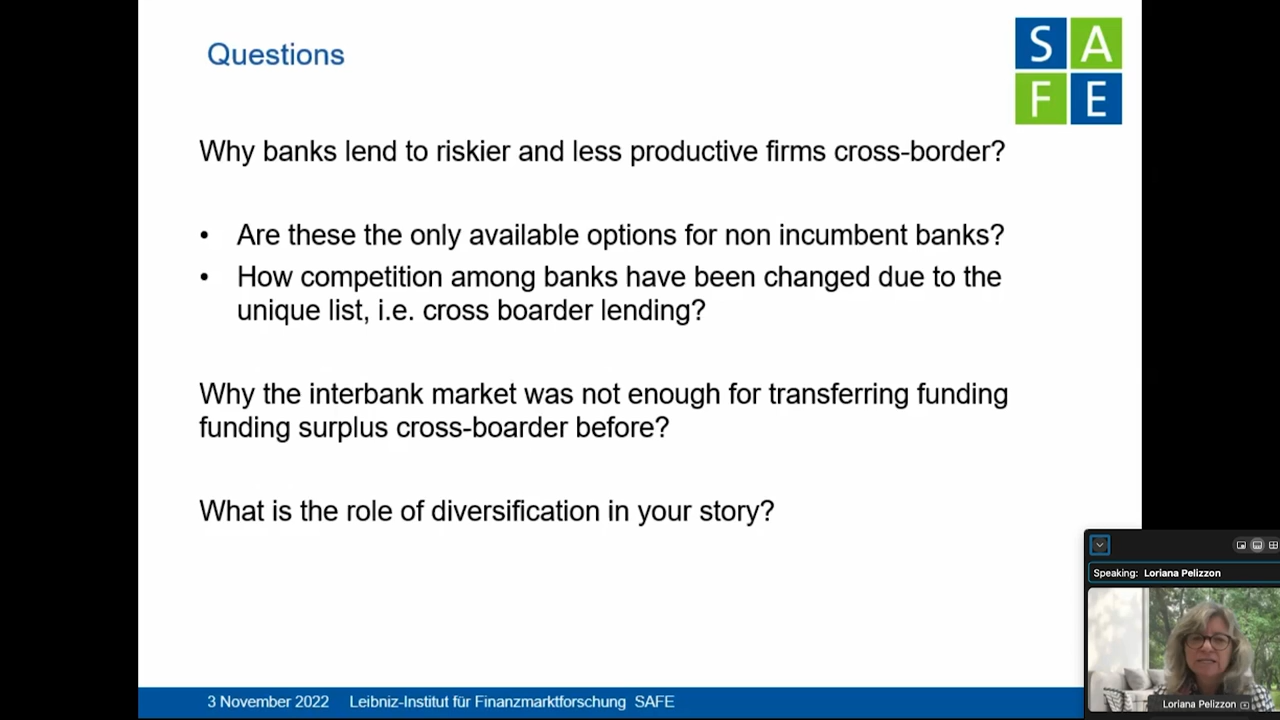 Questions
S A
F E
Why banks lend to riskier and less productive firms cross-border?
• Are these the only available options for non incumbent banks?
• How competition among banks have been changed due to the
unique list, i.e. cross boarder lending?
Why the interbank market was not enough for transferring funding
funding surplus cross-boarder before?
What is the role of diversification in your story?
Speaking: Loriana Pelizzon
Loriana Pelizzon
3 November 2022 Leibniz-Institut für Finanzmarktforschung SAFE